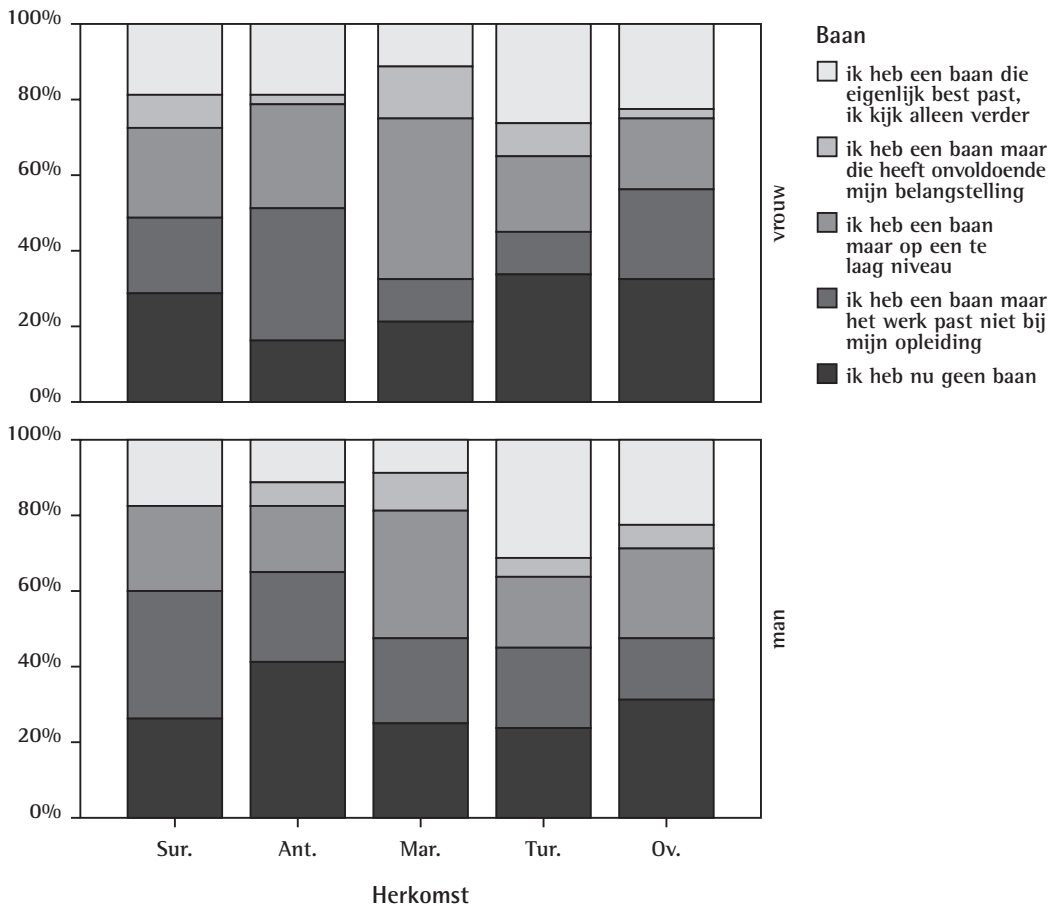 100%
80%
60%
40%
20%
0%
vrouw
100%
80%
60%
40%
20%
0%
man
Sur.
Ant.
Mar.
Tur.
Ov.
Herkomst
Baan
ik heb een baan die
eigenlijk best past,
ik kijk alleen verder
ik heb een baan maar
die heeft onvoldoende
mijn belangstelling
ik heb een baan
maar op een te
laag niveau
ik heb een baan maar
het werk past niet bij
mijn opleiding
ik heb nu geen baan